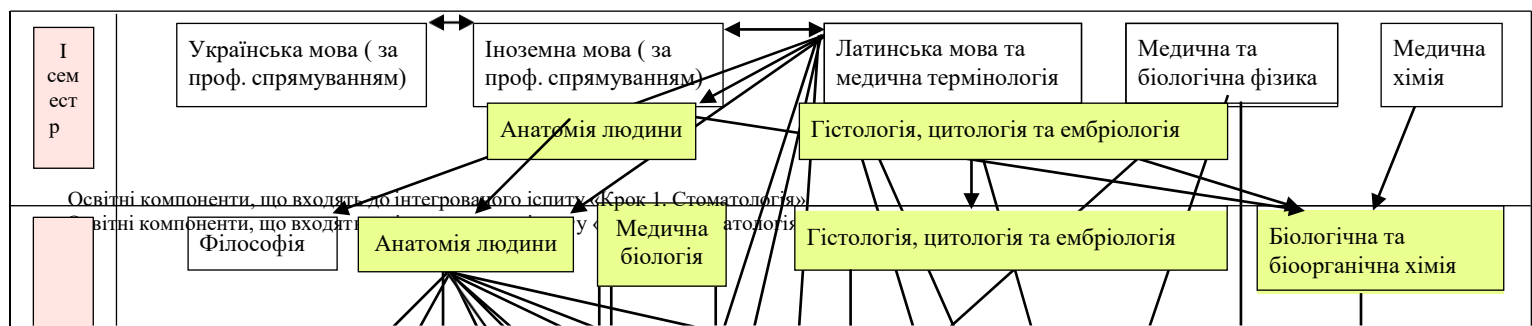 І
сем
ест
р
Українська мова ( за
проф. спрямуванням)
Іноземна мова ( за
проф. спрямуванням)
Латинська мова та
медична термінологія
Медична та
біологічна фізика
Медична
хімія
Анатомія людини
Гістологія, цитологія та ембріологія
Освітні компоненти, що входять до інтегрованого іспиту «Крок 1. Стоматологія»
Філософія
Анатомія людини
Медична
біологія
Гістологія, цитологія та ембріологія
Біологічна та
біоорганічна хімія